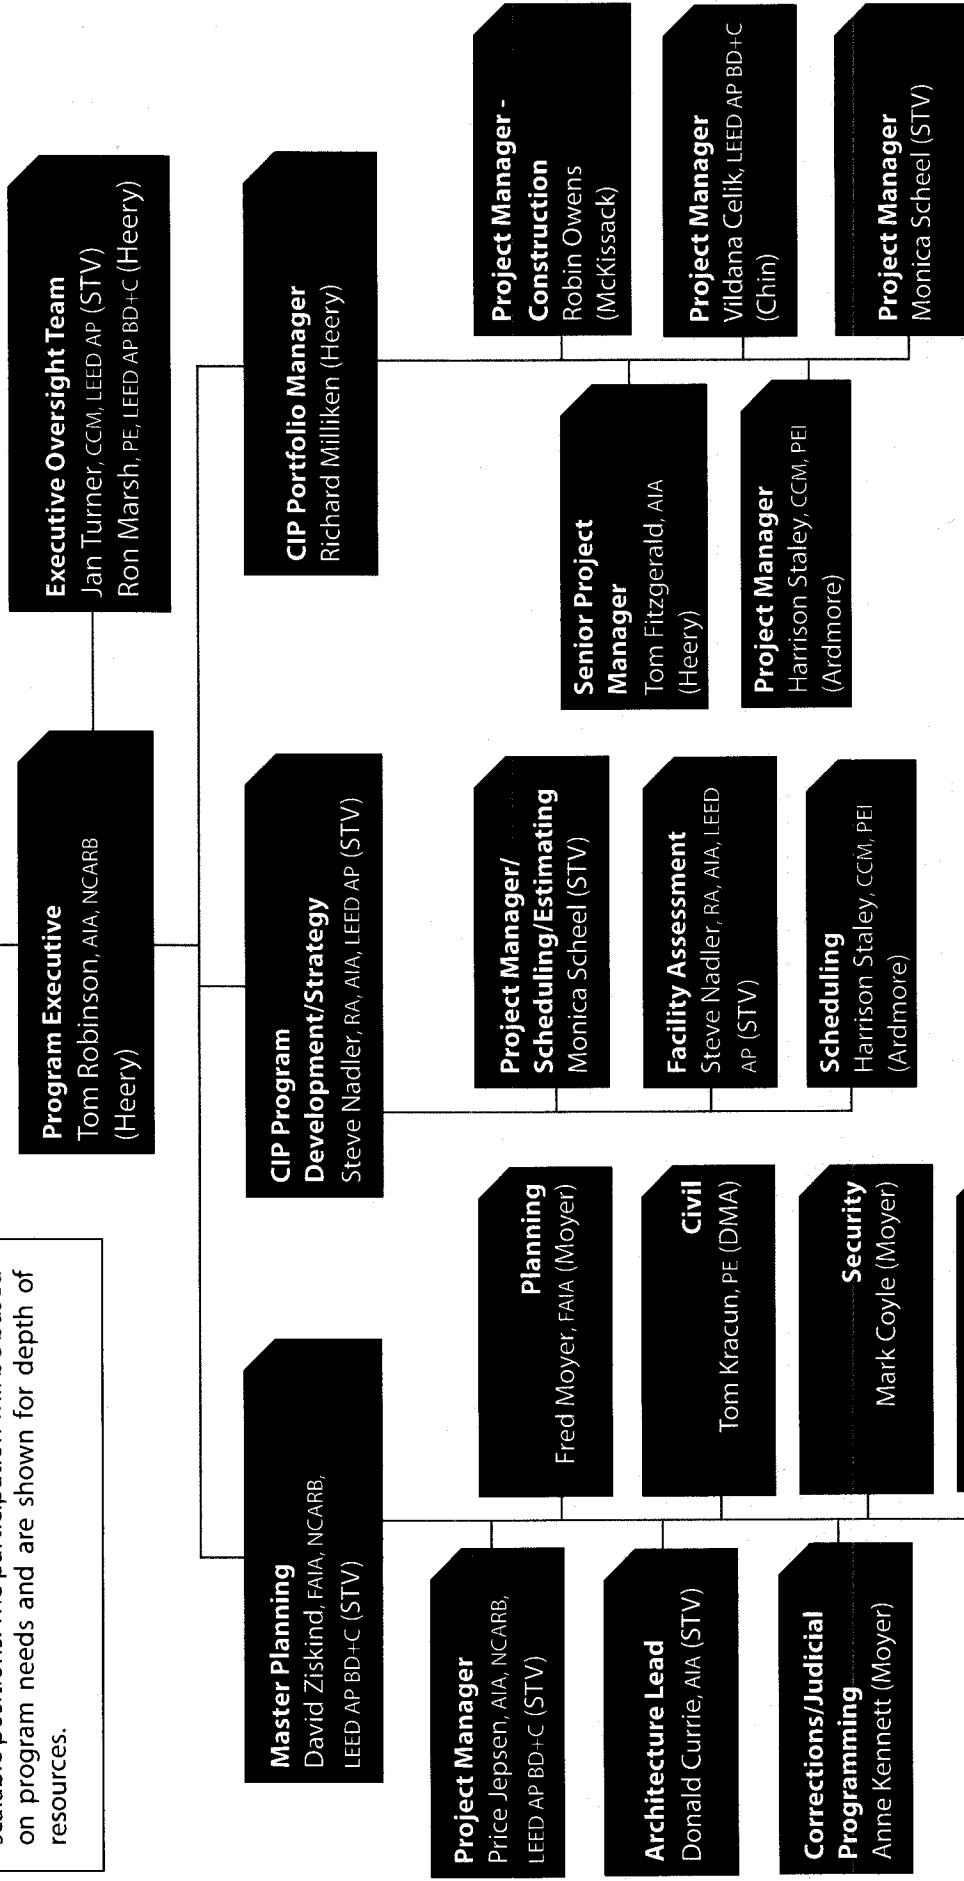 on program needs and are shown for depth of
resources.
Program Executive
Tom Robinson, AIA, NCARB
(Heery)
Executive Oversight Team
Jan Turner, CCM, LEED AP (STV)
Ron Marsh, PE, LEED AP BD+C (Heery)
Master Planning
David Ziskind, FAIA, NCARB,
LEED AP BD+C (STV)
CIP Program
Development/Strategy
Steve Nadler, RA, AIA, LEED AP (STV)
CIP Portfolio Manager
Richard Milliken (Heery)
Project Manager
Price Jepsen, AIA, NCARB,
LEED AP BD+C (STV)
Architecture Lead
Donald Currie, AIA (STV)
Corrections/Judicial
Programming
Anne Kennett (Moyer)
Planning
Fred Moyer, FAIA (Moyer)
Civil
Tom Kracun, PE (DMA)
Security
Mark Coyle (Moyer)
Project Manager/
Scheduling/Estimating
Monica Scheel (STV)
Facility Assessment
Steve Nadler, RA, AIA, LEED
AP (STV)
Scheduling
Harrison Staley, CCM, PEI
(Ardmore)
Senior Project
Manager
Tom Fitzgerald, AIA
(Heery)
Project Manager
Harrison Staley, CCM, PEI
(Ardmore)
Project Manager -
Construction
Robin Owens
(McKissack)
Project Manager
Vildana Celik, LEED AP BD+C
(Chin)
Project Manager
Monica Scheel (STV)